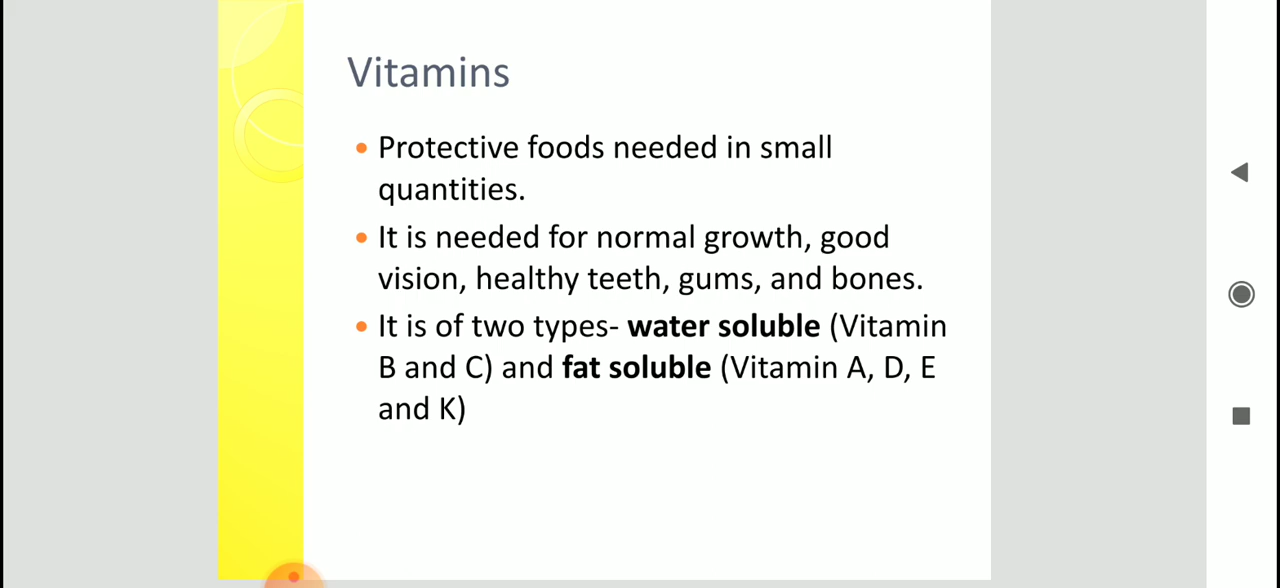 Vitamins
• Protective foods needed in small
quantities.
• It is needed for normal growth, good
vision, healthy teeth, gums, and bones.
• It is of two types- water soluble (Vitamin
B and C) and fat soluble (Vitamin A, D, E
and K)